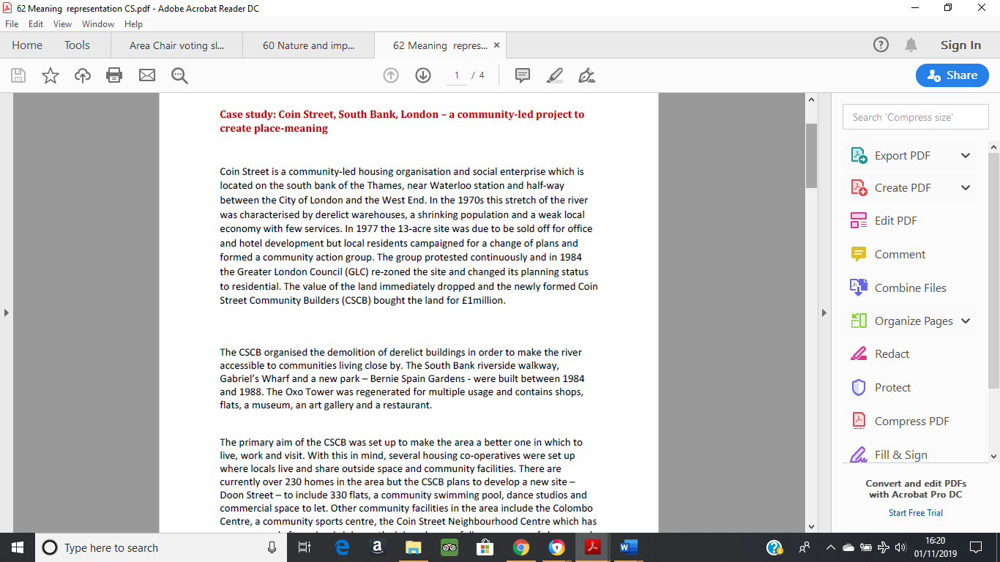 62 Meaning  representation CS.pdf - Adobe Acrobat Reader DC
File Edit View Window Help
Home Tools Area Chair voting sl... 60 Nature and imp... 62 Meaning  repres... × ? Sign In
1 / 4 Share
Case study: Coin Street, South Bank, London – a community-led project to
create place-meaning
Coin Street is a community-led housing organisation and social enterprise which is
located on the south bank of the Thames, near Waterloo station and half-way
between the City of London and the West End. In the 1970s this stretch of the river
was characterised by derelict warehouses, a shrinking population and a weak local
economy with few services. In 1977 the 13-acre site was due to be sold off for office
and hotel development but local residents campaigned for a change of plans and
formed a community action group. The group protested continuously and in 1984
the Greater London Council (GLC) re-zoned the site and changed its planning status
to residential. The value of the land immediately dropped and the newly formed Coin
Street Community Builders (CSCB) bought the land for £1million.
The CSCB organised the demolition of derelict buildings in order to make the river
accessible to communities living close by. The South Bank riverside walkway,
Gabriel's Wharf and a new park – Bernie Spain Gardens - were built between 1984
and 1988. The Oxo Tower was regenerated for multiple usage and contains shops,
flats, a museum, an art gallery and a restaurant.
The primary aim of the CSCB was set up to make the area a better one in which to
live, work and visit. With this in mind, several housing co-operatives were set up
where locals live and share outside space and community facilities. There are
currently over 230 homes in the area but the CSCB plans to develop a new site –
Doon Street – to include 330 flats, a community swimming pool, dance studios and
commercial space to let. Other community facilities in the area include the Colombo
Centre, a community sports centre, the Coin Street Neighbourhood Centre which has
Search 'Compress size'
Export PDF
Create PDF
Edit PDF
Comment
Combine Files
Organize Pages
Redact
Protect
Compress PDF
Fill & Sign
Convert and edit PDFs
with Acrobat Pro DC
Start Free Trial
Type here to search
16:20
01/11/2019